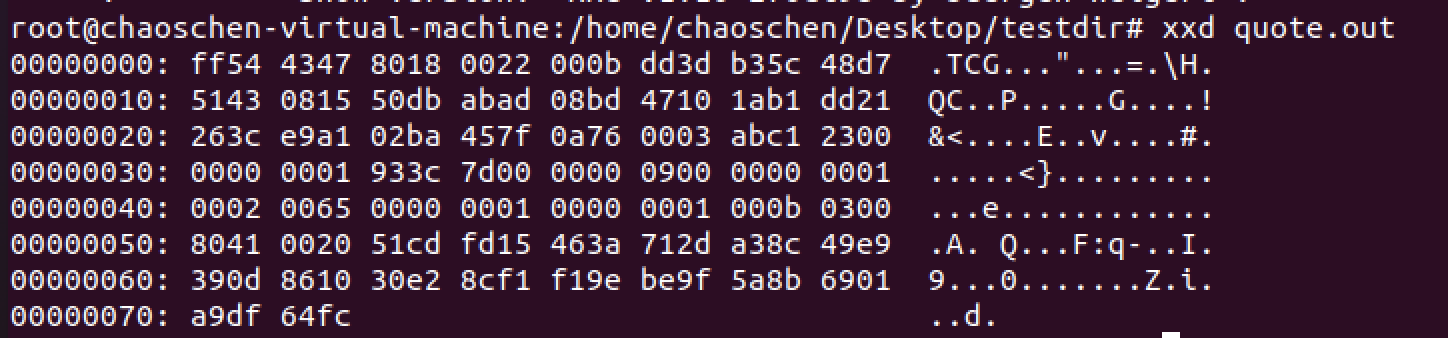 root@chaoschen-virtual-machine:/home/chaoschen/Desktop/testdir# xxd quote.out
00000000: ff54 4347 8018 0022 000b dd3d b35c 48d7  .TCG..."...=.\H.
00000010: 5143 0815 50db abad 08bd 4710 1ab1 dd21  QC..P.....G....!
00000020: 263c e9a1 02ba 457f 0a76 0003 abc1 2300  &<....E..v....#.
00000030: 0000 0001 933c 7d00 0000 0900 0000 0001  .....<}.........
00000040: 0002 0065 0000 0001 0000 0001 000b 0300  ...e............
00000050: 8041 0020 51cd fd15 463a 712d a38c 49e9  .A. Q...F:q-..I.
00000060: 390d 8610 30e2 8cf1 f19e be9f 5a8b 6901  9...0.......Z.i.
00000070: a9df 64fc                                ..d.